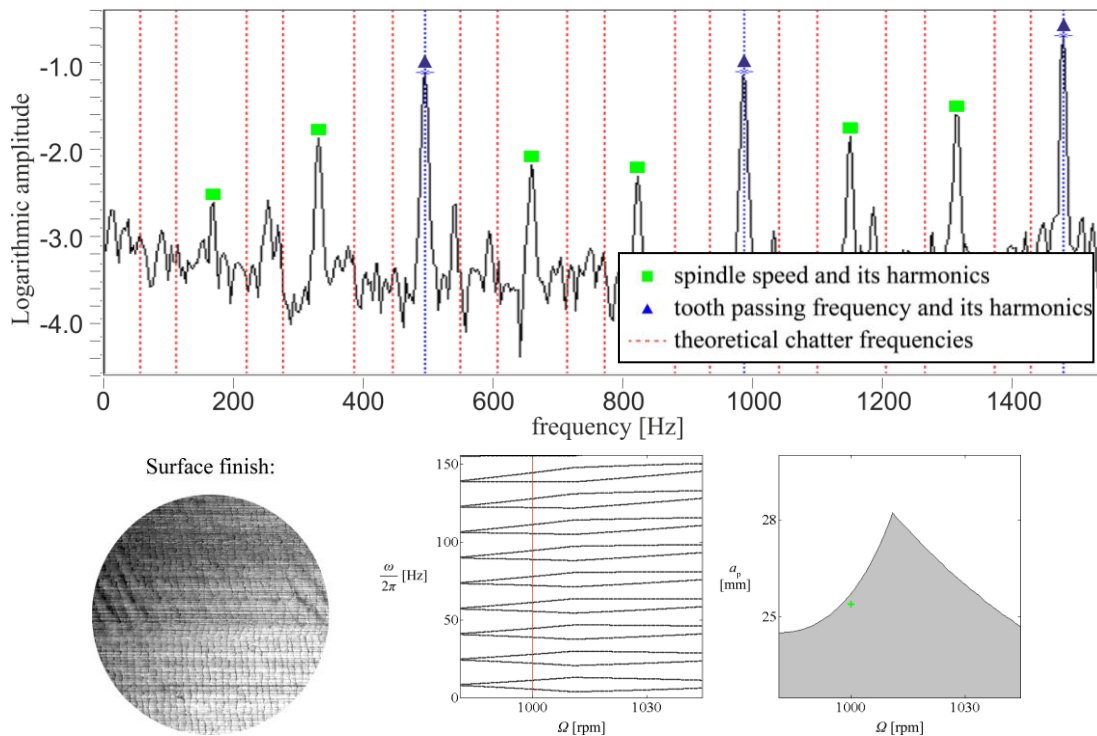 Logarithmic amplitude
-1.0
-2.0
-3.0
-4.0
spindle speed and its harmonics
tooth passing frequency and its harmonics
theoretical chatter frequencies
0 200 400 600 800 1000 1200 1400
frequency [Hz]
Surface finish:
150
100
50
0
ω/2π [Hz]
1000 1030
Ω [rpm]
28
25
aₚ
[mm]
1000 1030
Ω [rpm]